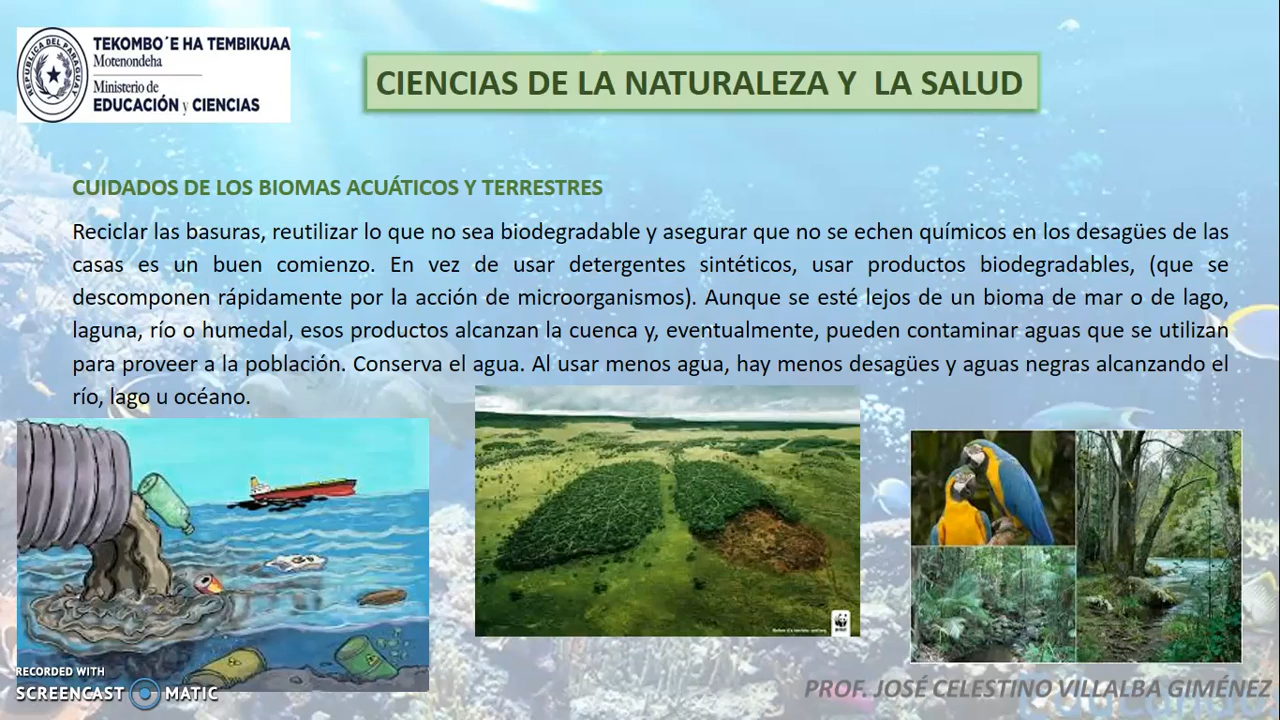 REPUBLICA DEL PARAGUAY
TEKOMBO´E HA TEMBIKUAA
Motenondeha
Ministerio de
EDUCACIÓN y CIENCIAS
CIENCIAS DE LA NATURALEZA Y LA SALUD
CUIDADOS DE LOS BIOMAS ACUÁTICOS Y TERRESTRES
Reciclar las basuras, reutilizar lo que no sea biodegradable y asegurar que no se echen químicos en los desagües de las
casas es un buen comienzo. En vez de usar detergentes sintéticos, usar productos biodegradables, (que se
descomponen rápidamente por la acción de microorganismos). Aunque se esté lejos de un bioma de mar o de lago,
laguna, río o humedal, esos productos alcanzan la cuenca y, eventualmente, pueden contaminar aguas que se utilizan
para proveer a la población. Conserva el agua. Al usar menos agua, hay menos desagües y aguas negras alcanzando el
río, lago u océano.
WWF
RECORDED WITH
SCREENCAST MATIC
PROF. JOSÉ CELESTINO VILLALBA GIMÉNEZ